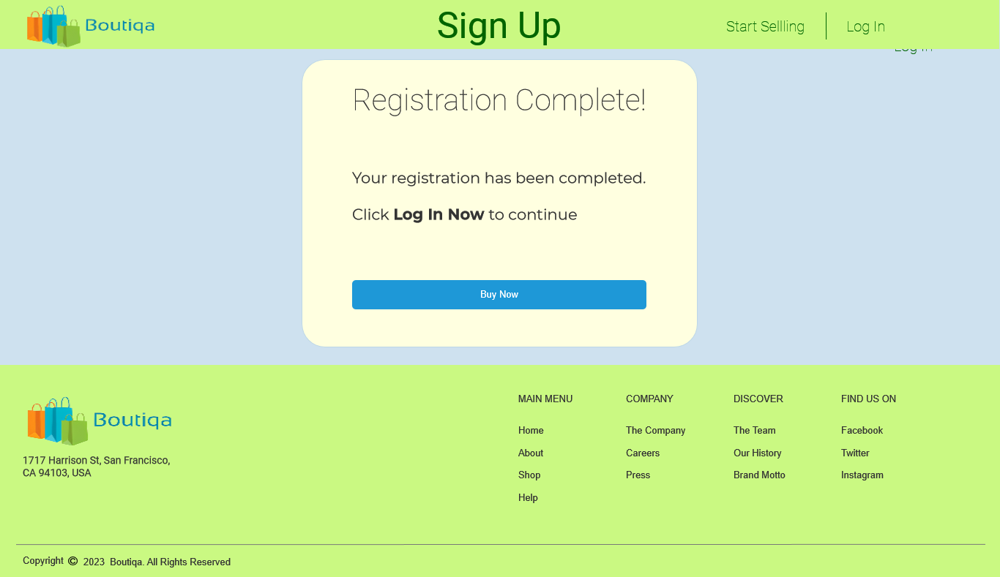 Boutiqa
Sign Up
Start Sellling
Log In
Log In
Registration Complete!
Your registration has been completed.
Click Log In Now to continue
Buy Now
Boutiqa
1717 Harrison St, San Francisco,
CA 94103, USA
MAIN MENU
Home
About
Shop
Help
COMPANY
The Company
Careers
Press
DISCOVER
The Team
Our History
Brand Motto
FIND US ON
Facebook
Twitter
Instagram
Copyright © 2023 Boutiqa. All Rights Reserved